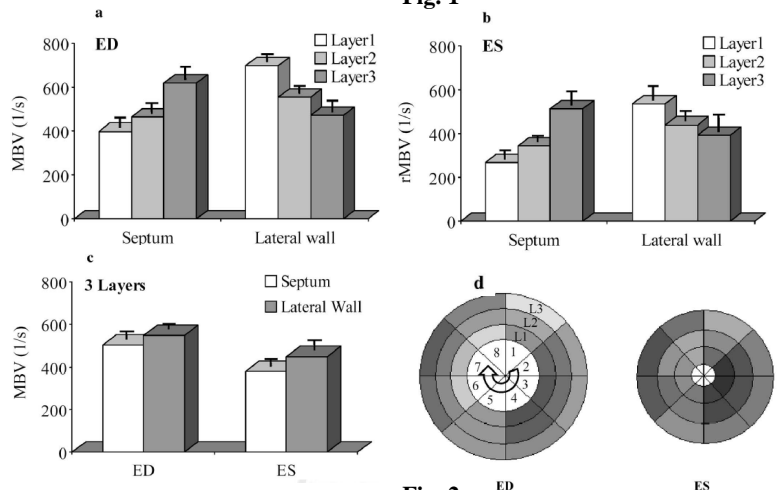 Fig. 1
a
ED
Layer1
Layer2
Layer3
MBV (1/s)
800
600
400
200
0
Septum
Lateral wall
b
ES
Layer1
Layer2
Layer3
rMBV (1/s)
800
600
400
200
0
Septum
Lateral wall
c
3 Layers
Septum
Lateral Wall
MBV (1/s)
800
600
400
200
0
ED
ES
d
L3
L2
L1
8 1
7 2
6 3
5 4
ED
ES
Fig. 2